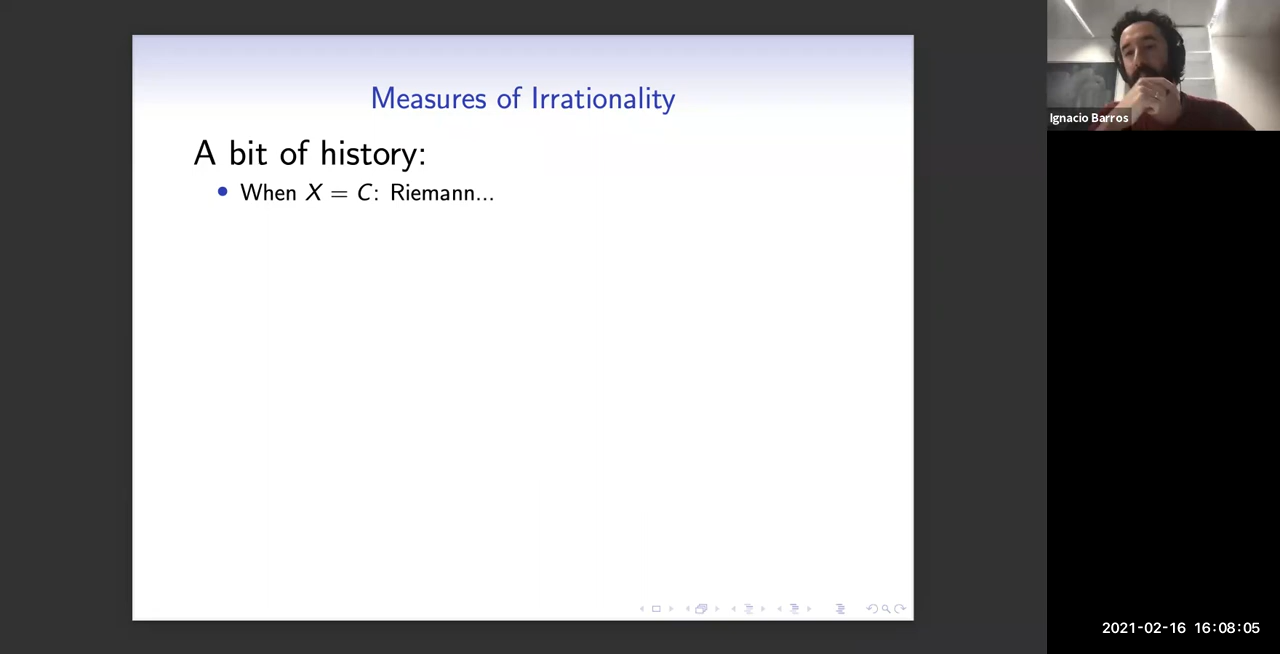 Measures of Irrationality
A bit of history:
• When X = C: Riemann...
Ignacio Barros
2021-02-16 16:08:05